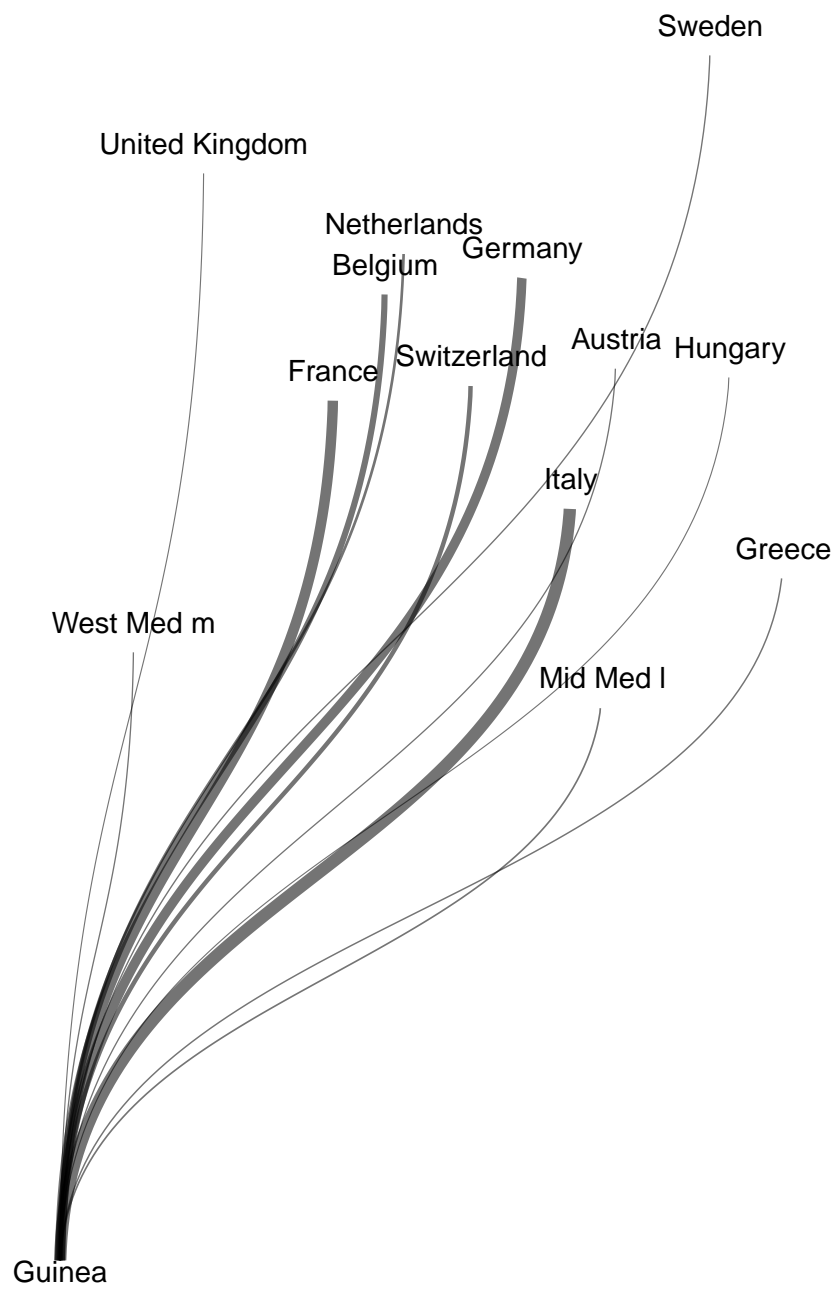 Sweden
United Kingdom
Netherlands
Germany
Belgium
Austria
Hungary
Switzerland
France
Italy
Greece
West Med m
Mid Med l
Guinea